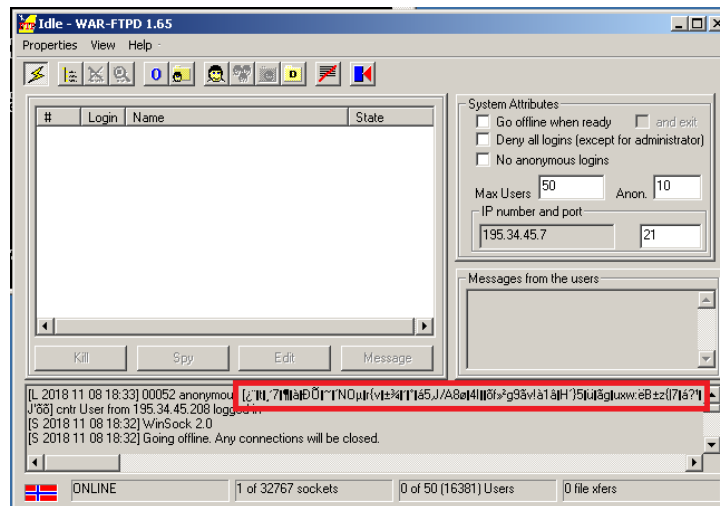 Idle - WAR-FTPD 1.65
Properties View Help
# Login Name State
Kill Spy Edit Message
System Attributes
Go offline when ready and exit
Deny all logins (except for administrator)
No anonymous logins
Max Users 50 Anon. 10
IP number and port
195.34.45.7 21
Messages from the users
[L 2018 11 08 18:33] 00052 anonymou
cntr User from 195.34.45.208 logged in
[S 2018 11 08 18:32] WinSock 2.0
[S 2018 11 08 18:32] Going offline. Any connections will be closed.
ONLINE 1 of 32767 sockets 0 of 50 (16381) Users 0 file xfers